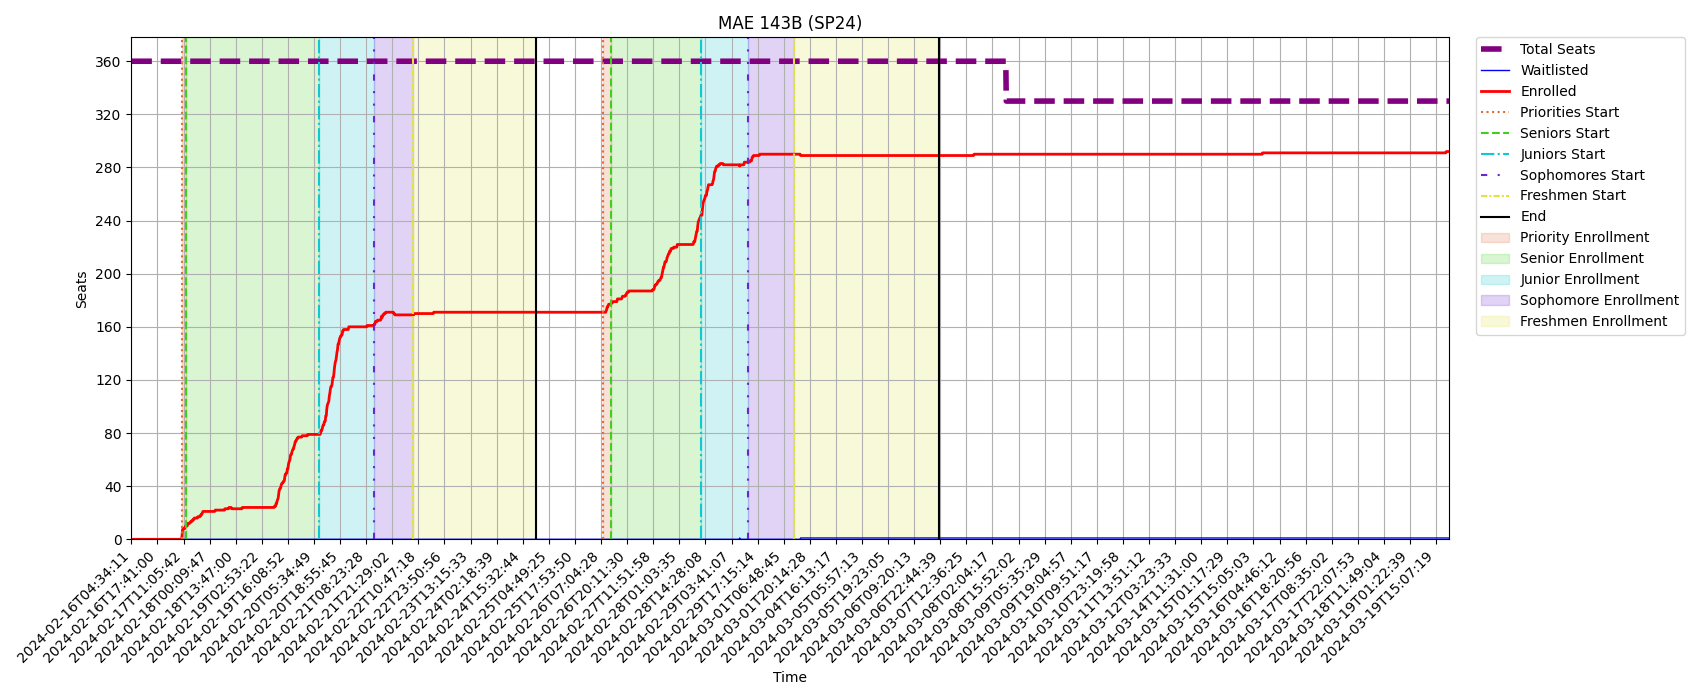 MAE 143B (SP24)
Seats
360
320
280
240
200
160
120
80
40
0
2024-02-16T04:34:11
2024-02-16T17:41:00
2024-02-17T11:05:42
2024-02-18T00:09:47
2024-02-18T13:47:00
2024-02-19T02:53:22
2024-02-19T16:08:52
2024-02-20T05:34:49
2024-02-20T18:55:45
2024-02-21T08:23:28
2024-02-21T21:29:02
2024-02-22T10:47:18
2024-02-22T23:50:56
2024-02-23T13:15:33
2024-02-24T02:18:39
2024-02-24T15:32:44
2024-02-25T04:49:25
2024-02-25T17:53:50
2024-02-26T07:04:28
2024-02-26T20:11:30
2024-02-27T11:51:58
2024-02-28T01:03:35
2024-02-28T14:28:08
2024-02-29T03:41:07
2024-02-29T17:15:14
2024-03-01T06:48:45
2024-03-01T20:14:28
2024-03-04T16:13:17
2024-03-05T05:57:13
2024-03-05T19:23:05
2024-03-06T09:20:13
2024-03-06T22:44:39
2024-03-07T12:36:25
2024-03-08T02:04:17
2024-03-08T15:52:02
2024-03-09T05:35:29
2024-03-09T19:04:57
2024-03-10T09:51:17
2024-03-10T23:19:58
2024-03-11T13:51:12
2024-03-12T03:23:33
2024-03-14T11:31:00
2024-03-15T01:17:29
2024-03-15T15:05:03
2024-03-16T04:46:12
2024-03-16T18:20:56
2024-03-17T08:35:02
2024-03-17T22:07:53
2024-03-18T11:49:04
2024-03-19T01:22:39
2024-03-19T15:07:19
Time
Total Seats
Waitlisted
Enrolled
Priorities Start
Seniors Start
Juniors Start
Sophomores Start
Freshmen Start
End
Priority Enrollment
Senior Enrollment
Junior Enrollment
Sophomore Enrollment
Freshmen Enrollment